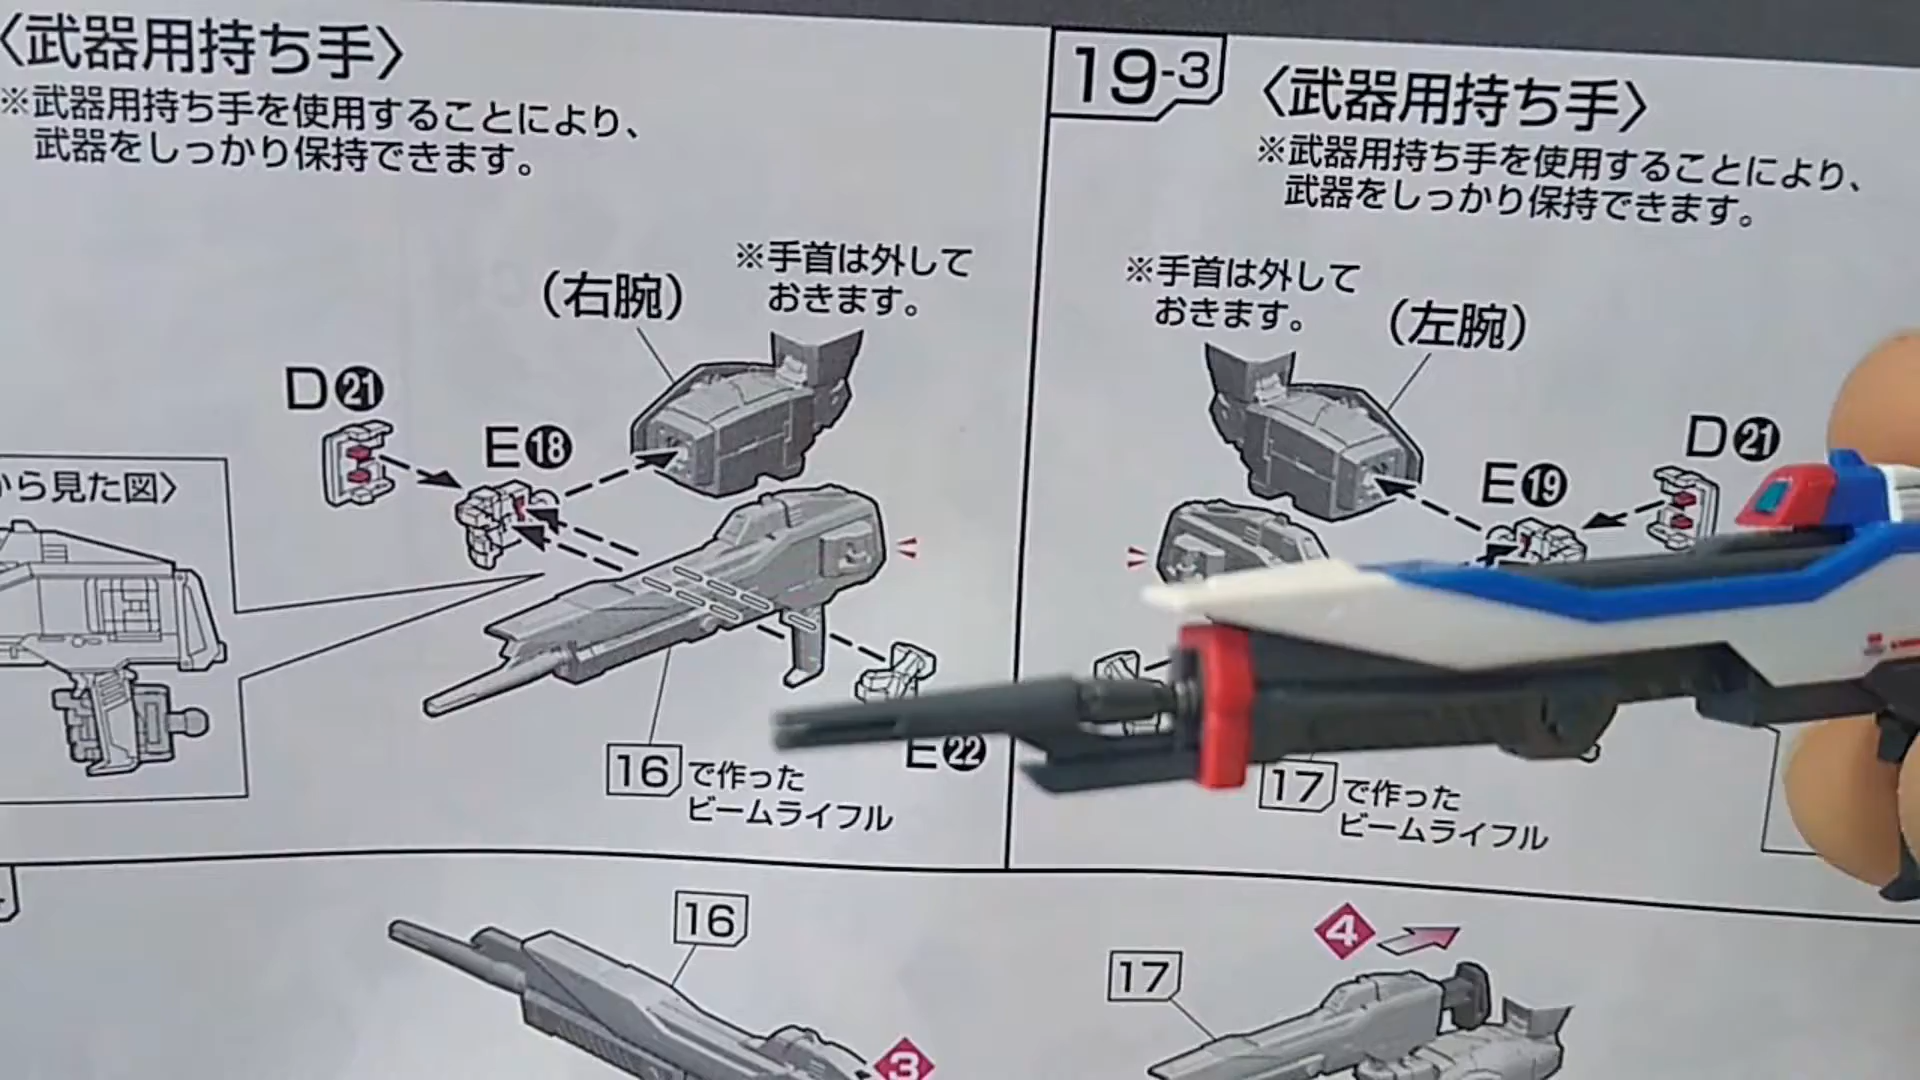 〈武器用持ち手〉
※武器用持ち手を使用することにより、
武器をしっかり保持できます。
※手首は外して
おきます。
(右腕)
D21
E18
から見た図〉
E22
16で作った
ビームライフル
19-3
〈武器用持ち手〉
※武器用持ち手を使用することにより、
武器をしっかり保持できます。
※手首は外して
おきます。
(左腕)
D21
E19
17で作った
ビームライフル
16
3
17
4